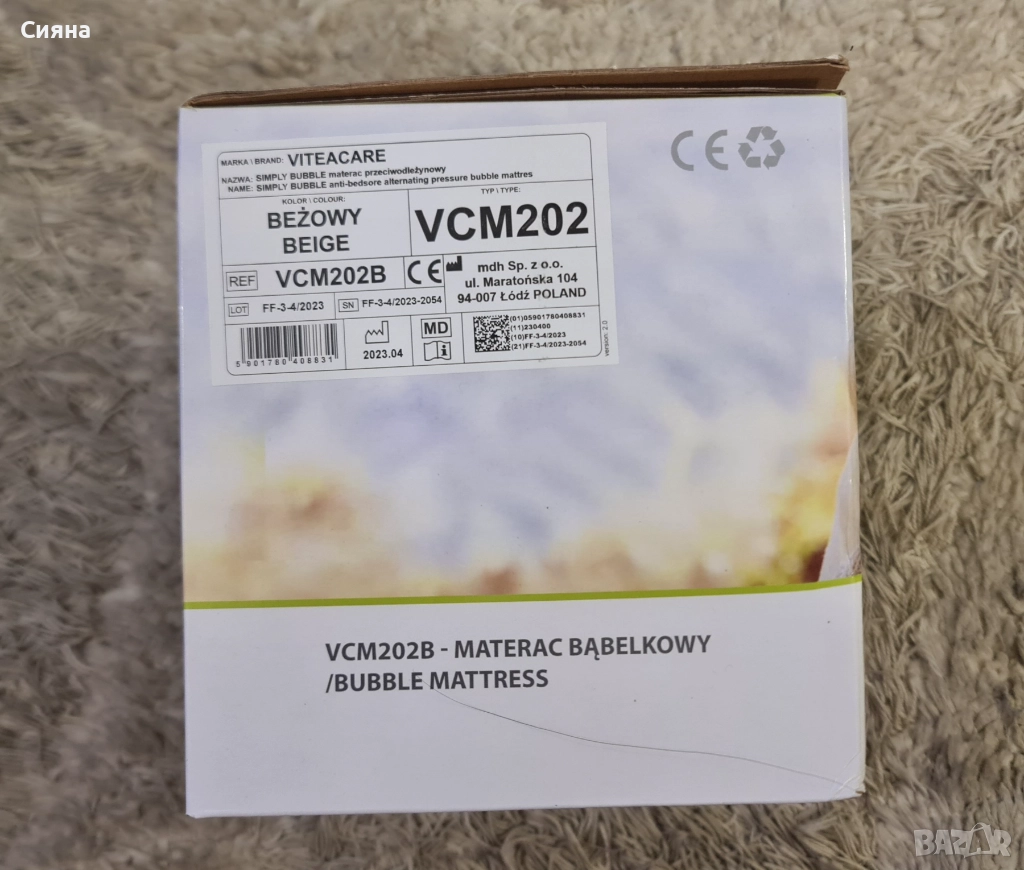 Сияна
MARKA \ BRAND: VITEACARE
NAZWA: SIMPLY BUBBLE materac przeciwodleżynowy
NAME: SIMPLY BUBBLE anti-bedsore alternating pressure bubble mattres
KOLOR \ COLOUR:
BEŻOWY
BEIGE
TYP \ TYPE:
VCM202
REF VCM202B CE
mdh Sp. z o.o.
ul. Maratońska 104
94-007 Łódź POLAND
LOT FF-3-4/2023 SN FF-3-4/2023-2054
5901780408831
2023.04
MD
(01)05901780408831
(11)230400
(10)FF-3-4/2023
(21)FF-3-4/2023-2054
version: 2.0
CE
VCM202B - MATERAC BĄBELKOWY
/BUBBLE MATTRESS
BAZAR